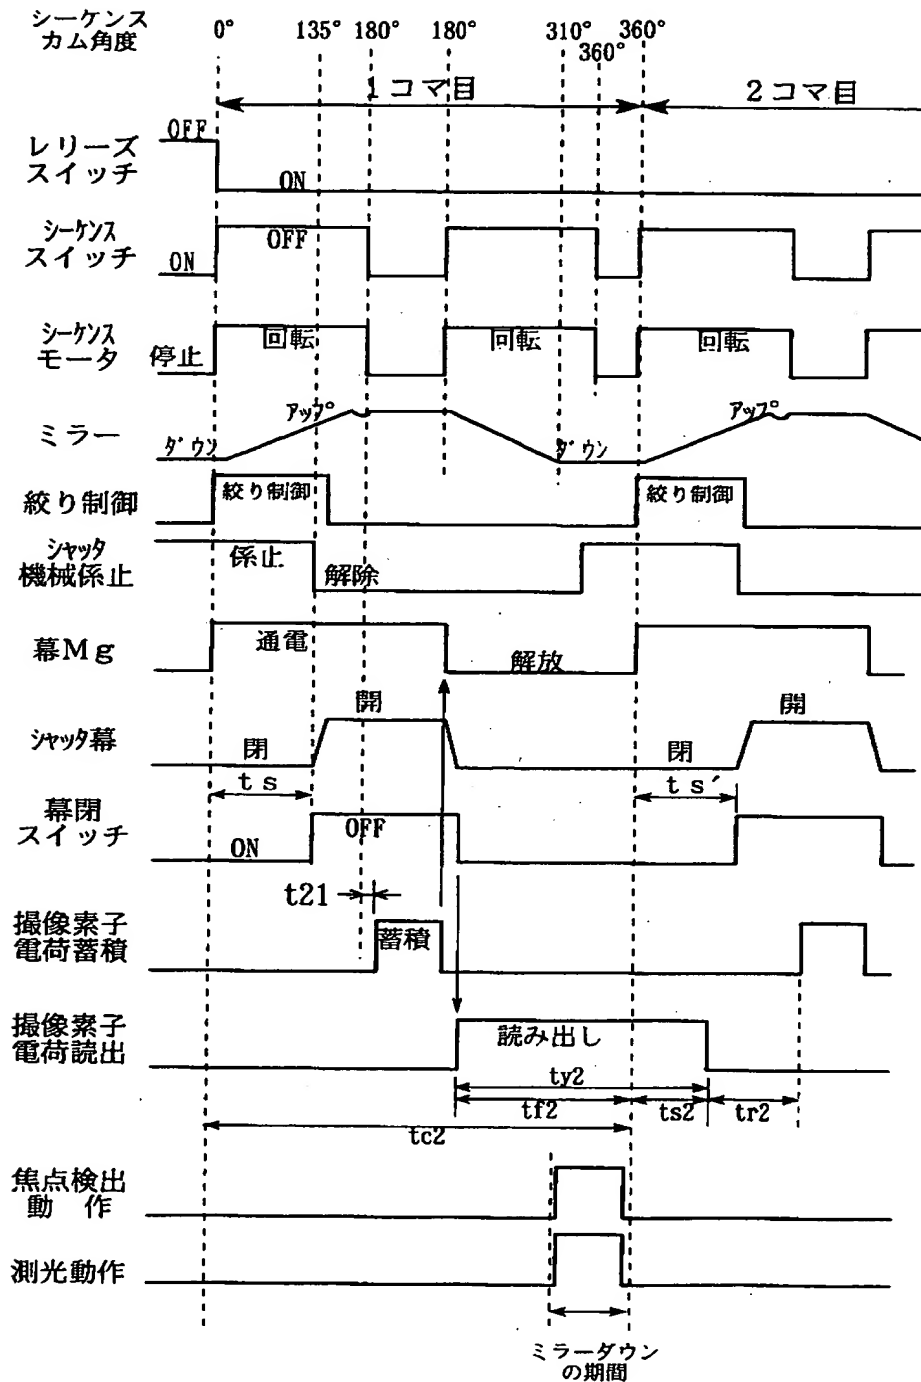 シーケンス
カム角度
0° 135° 180° 180° 310° 360° 360°
1コマ目 2コマ目
レリーズ
スイッチ
OFF
ON
シーケンス
スイッチ
ON
OFF
シーケンス
モータ
停止
回転 回転 回転
ミラー
ダウン
アップ
ダウン
アップ
絞り制御
絞り制御 絞り制御
シャッタ
機械係止
係止
解除
幕Mg
通電
解放
シャッタ幕
閉
開
閉
開
ts ts´
幕閉
スイッチ
ON
OFF
t21
撮像素子
電荷蓄積
蓄積
撮像素子
電荷読出
読み出し
ty2
tf2 ts2 tr2
tc2
焦点検出
動 作
測光動作
ミラーダウン
の期間